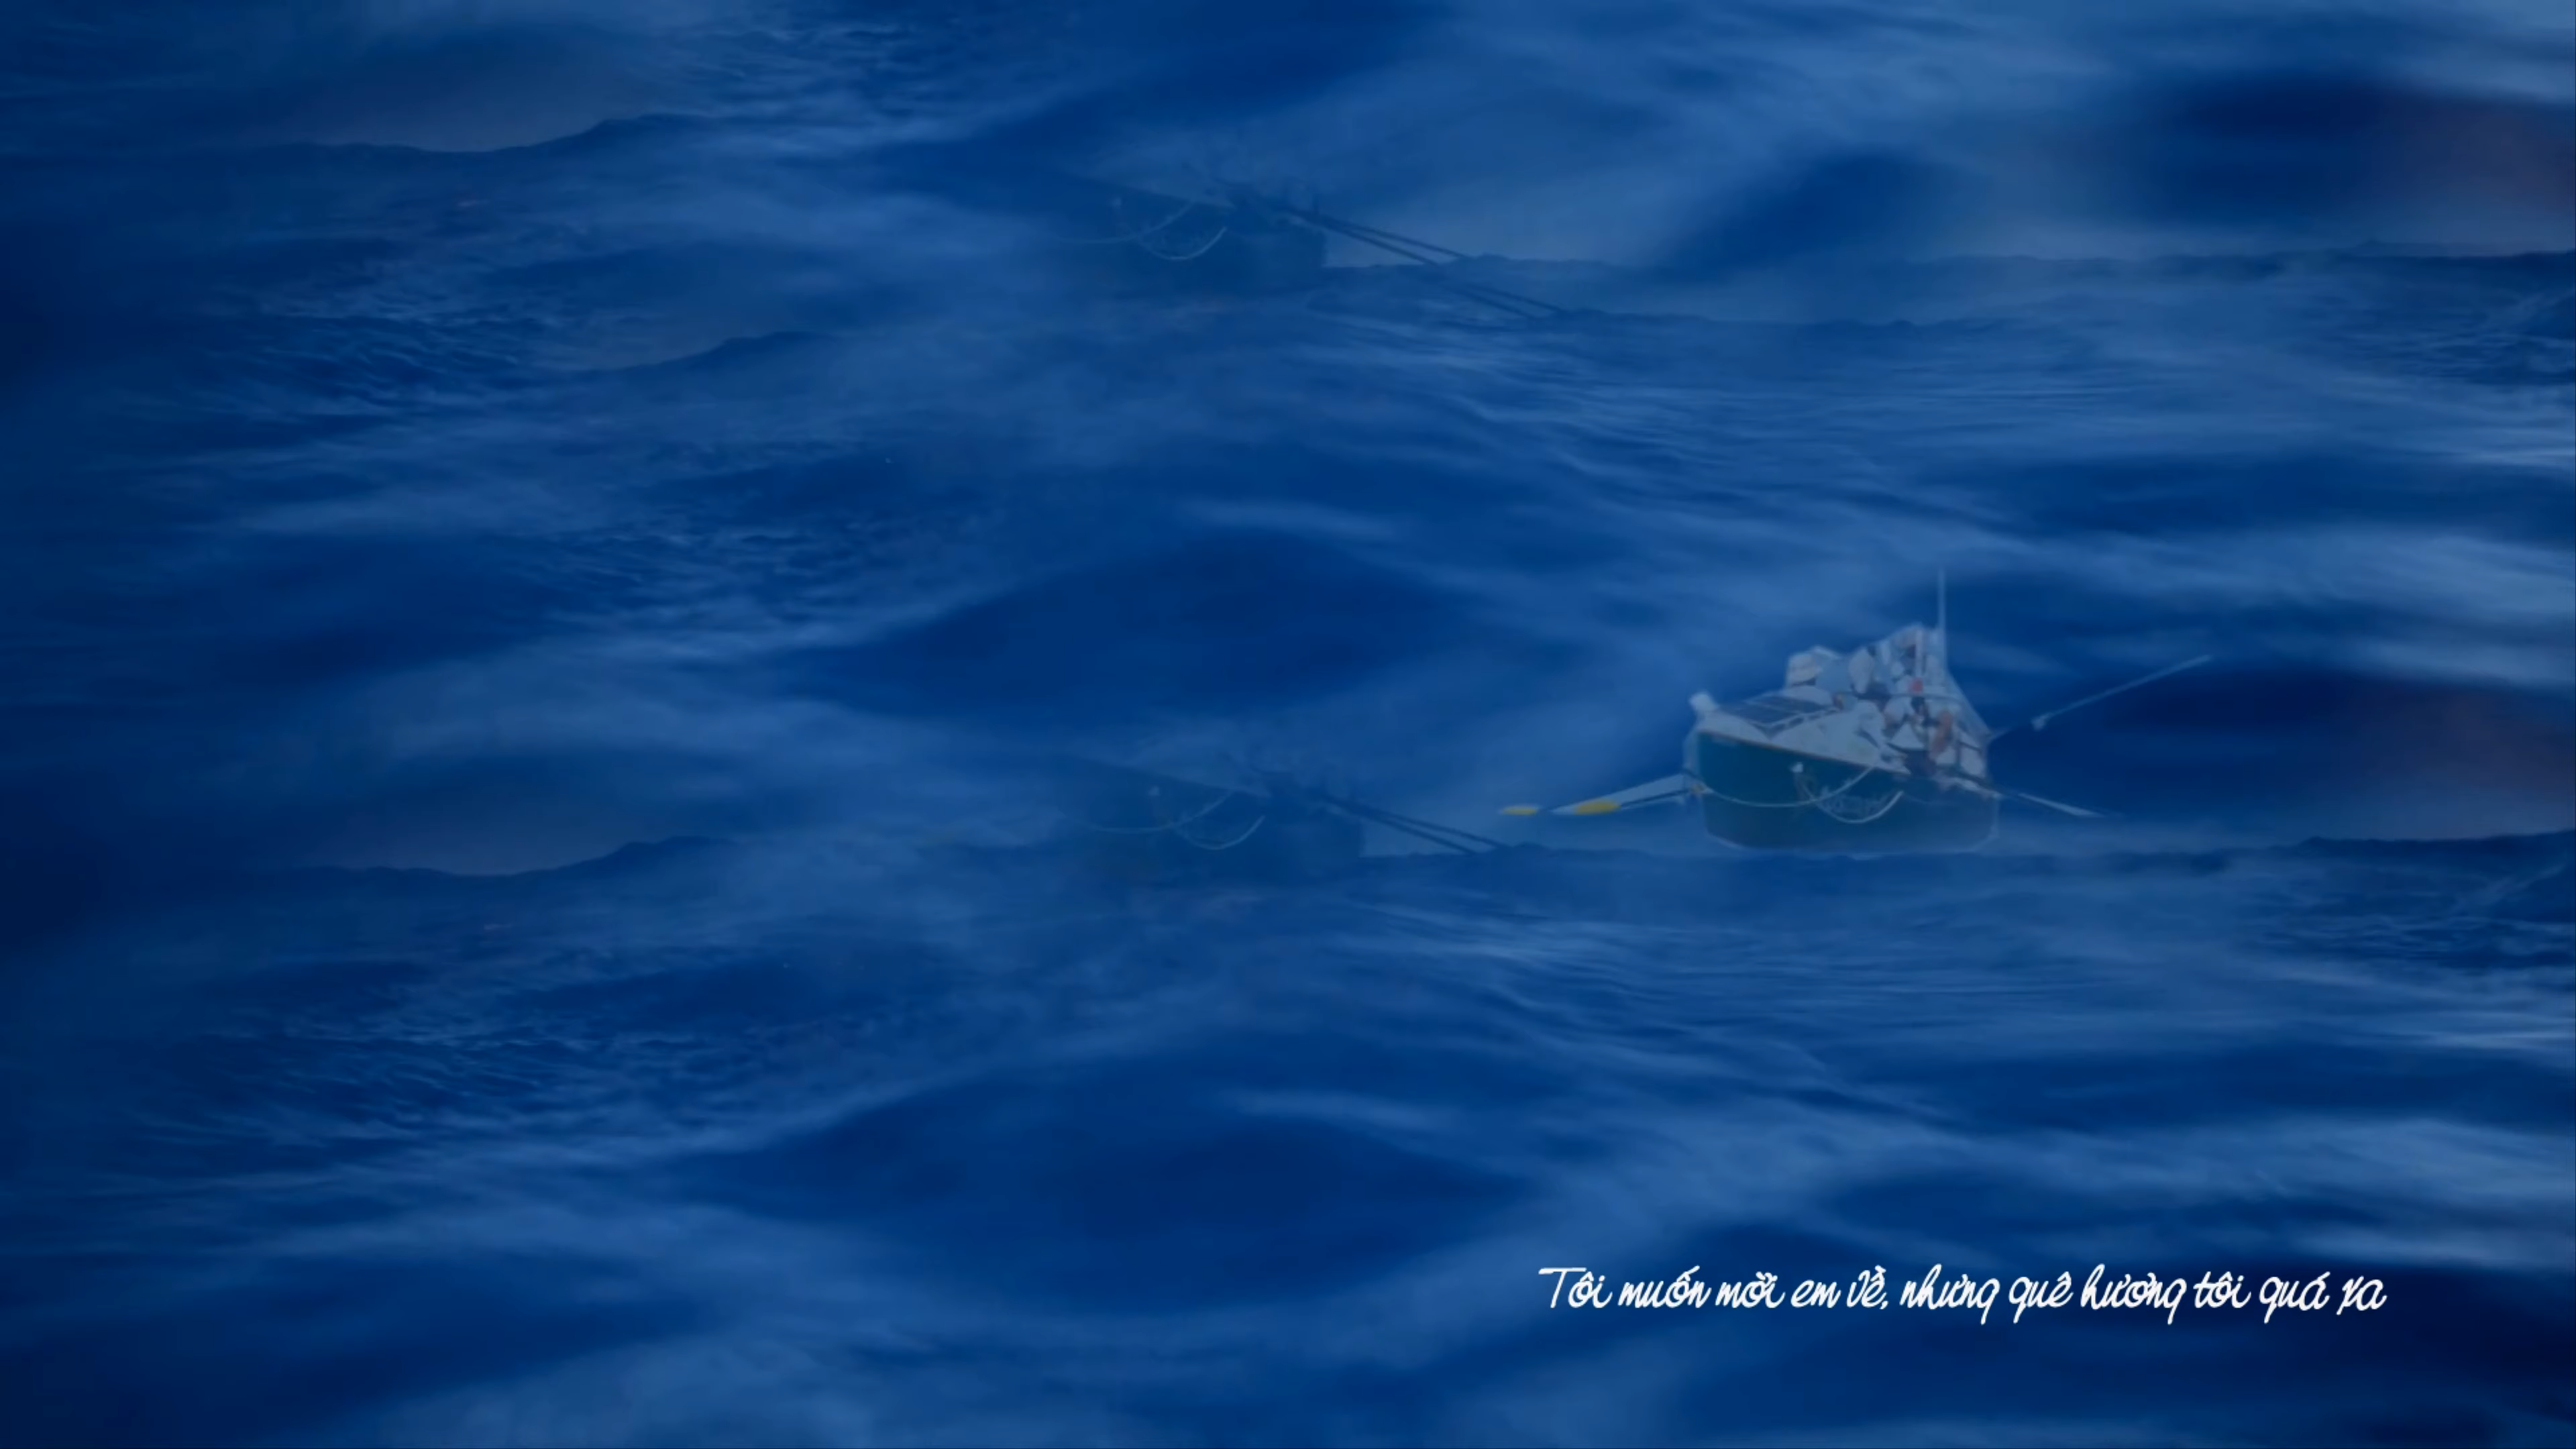 Tôi muốn mời em về, nhưng quê hương tôi quá xa